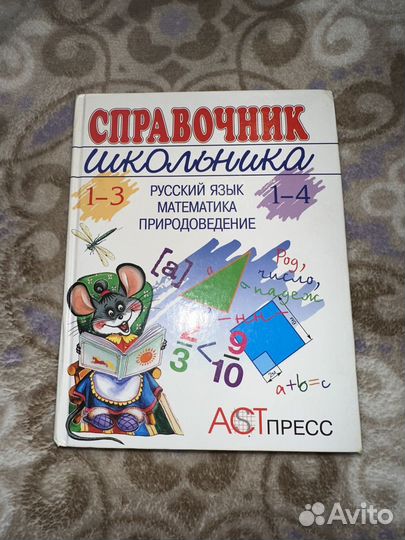 СПРАВОЧНИК
школьника
1–3
РУССКИЙ ЯЗЫК
МАТЕМАТИКА
ПРИРОДОВЕДЕНИЕ
1–4
[a]
Род,
число,
падеж
2/3 < 9/10
a+b=c
АСТ ПРЕСС
Avito